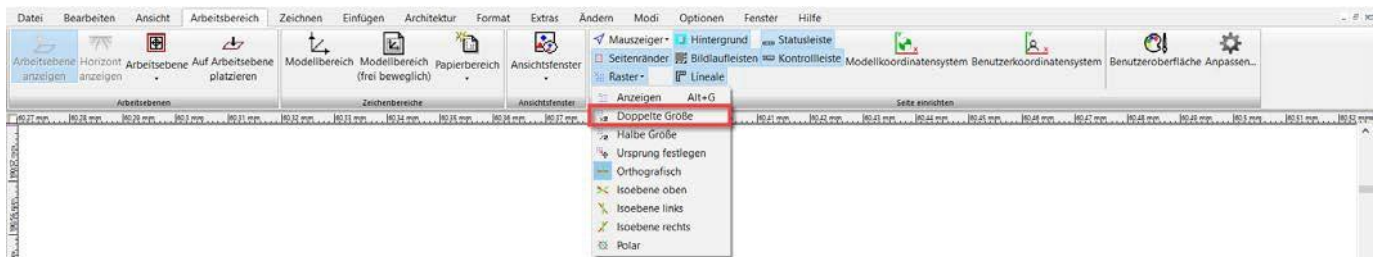 Datei Bearbeiten Ansicht Arbeitsbereich Zeichnen Einfügen Architektur Format Extras Ändern Modi Optionen Fenster Hilfe
Arbeitsebene anzeigen
Horizont anzeigen
Arbeitsebene
Auf Arbeitsebene platzieren
Arbeitsebenen
Modellbereich
Modellbereich (frei beweglich)
Papierbereich
Zeichenbereiche
Ansichtsfenster
Ansichtsfenster
Mauszeiger Hintergrund Statusleiste
Seitenränder Bildlaufleisten Kontrollleiste
Raster Lineale
Modellkoordinatensystem
Benutzerkoordinatensystem
Benutzeroberfläche
Anpassen...
Seite einrichten
Anzeigen Alt+G
Doppelte Größe
Halbe Größe
Ursprung festlegen
Orthografisch
Isoebene oben
Isoebene links
Isoebene rechts
Polar